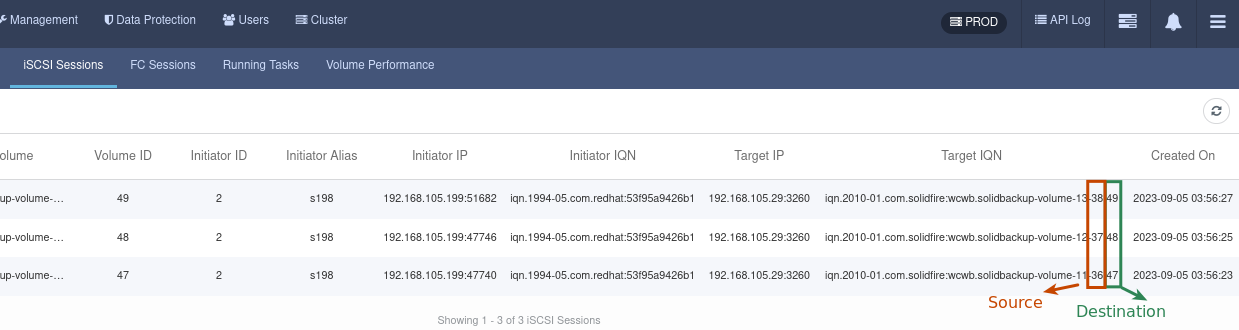 Management Data Protection Users Cluster PROD API Log
iSCSI Sessions FC Sessions Running Tasks Volume Performance
olume Volume ID Initiator ID Initiator Alias Initiator IP Initiator IQN Target IP Target IQN Created On
up-volume-... 49 2 s198 192.168.105.199:51682 iqn.1994-05.com.redhat:53f95a9426b1 192.168.105.29:3260 iqn.2010-01.com.solidfire:wcwb.solidbackup-volume-13-38.49 2023-09-05 03:56:27
up-volume-... 48 2 s198 192.168.105.199:47746 iqn.1994-05.com.redhat:53f95a9426b1 192.168.105.29:3260 iqn.2010-01.com.solidfire:wcwb.solidbackup-volume-12-37.48 2023-09-05 03:56:25
up-volume-... 47 2 s198 192.168.105.199:47740 iqn.1994-05.com.redhat:53f95a9426b1 192.168.105.29:3260 iqn.2010-01.com.solidfire:wcwb.solidbackup-volume-11-36.47 2023-09-05 03:56:23
Source
Destination
Showing 1 - 3 of 3 iSCSI Sessions